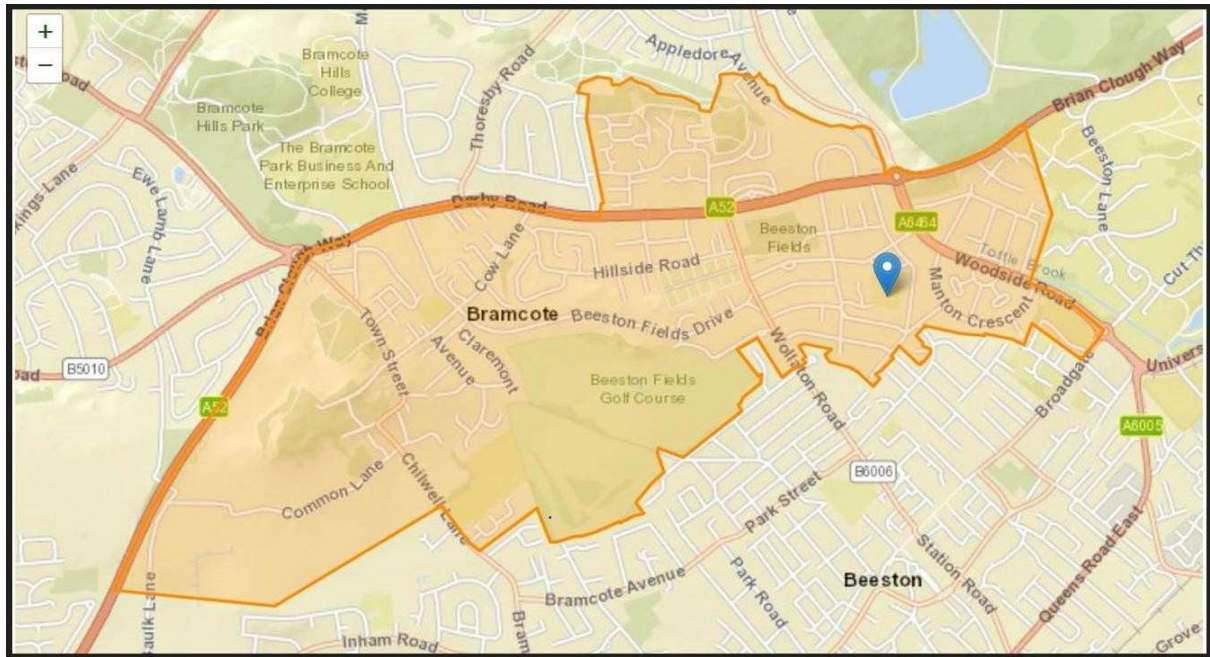 +
−
Appledore Avenue
Thoresby Road
Bramcote
Hills
College
Bramcote
Hills Park
The Bramcote
Park Business And
Enterprise School
Brian Clough Way
Beeston Lane
Ewe Lamb Lane
Derby Road
A52
Beeston
Fields
A6464
Cow Lane
Hillside Road
Tottle Brook
Woodside Road
Manton Crescent
Brian Clough Way
Bramcote
Beeston Fields Drive
Town Street
Claremont
Avenue
Wollaton Road
B5010
Beeston Fields
Golf Course
Broadgate
A52
A6005
Common Lane
Chilwell Lane
B6006
Park Street
Station Road
Queens Road East
Bramcote Avenue
Park Road
Beeston
Inham Road
Bram
Grove